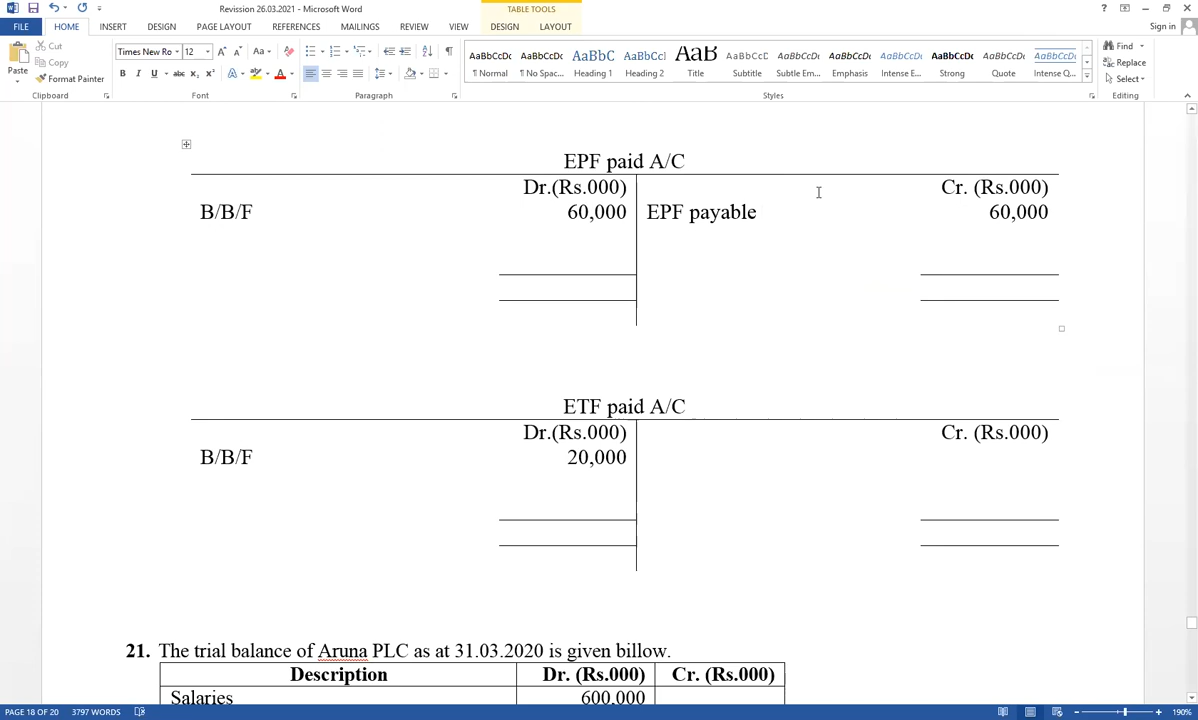 Revission 26.03.2021 - Microsoft Word
TABLE TOOLS
Sign in
FILE HOME INSERT DESIGN PAGE LAYOUT REFERENCES MAILINGS REVIEW VIEW DESIGN LAYOUT
Paste
Cut
Copy
Format Painter
Clipboard
Times New Ro 12
Font
Paragraph
AaBbCcDc AaBbCcDc AaBbC AaBbCcl AaB AaBbCcD AaBbCcDc AaBbCcDc AaBbCcDc AaBbCcDc AaBbCcDc AaBbCcDc
¶ Normal ¶ No Spac... Heading 1 Heading 2 Title Subtitle Subtle Em... Emphasis Intense E... Strong Quote Intense Q...
Styles
Find
Replace
Select
Editing
EPF paid A/C
Dr.(Rs.000) Cr. (Rs.000)
B/B/F 60,000 EPF payable 60,000
ETF paid A/C
Dr.(Rs.000) Cr. (Rs.000)
B/B/F 20,000
21. The trial balance of Aruna PLC as at 31.03.2020 is given billow.
Description Dr. (Rs.000) Cr. (Rs.000)
Salaries 600,000
PAGE 18 OF 20 3797 WORDS 190%